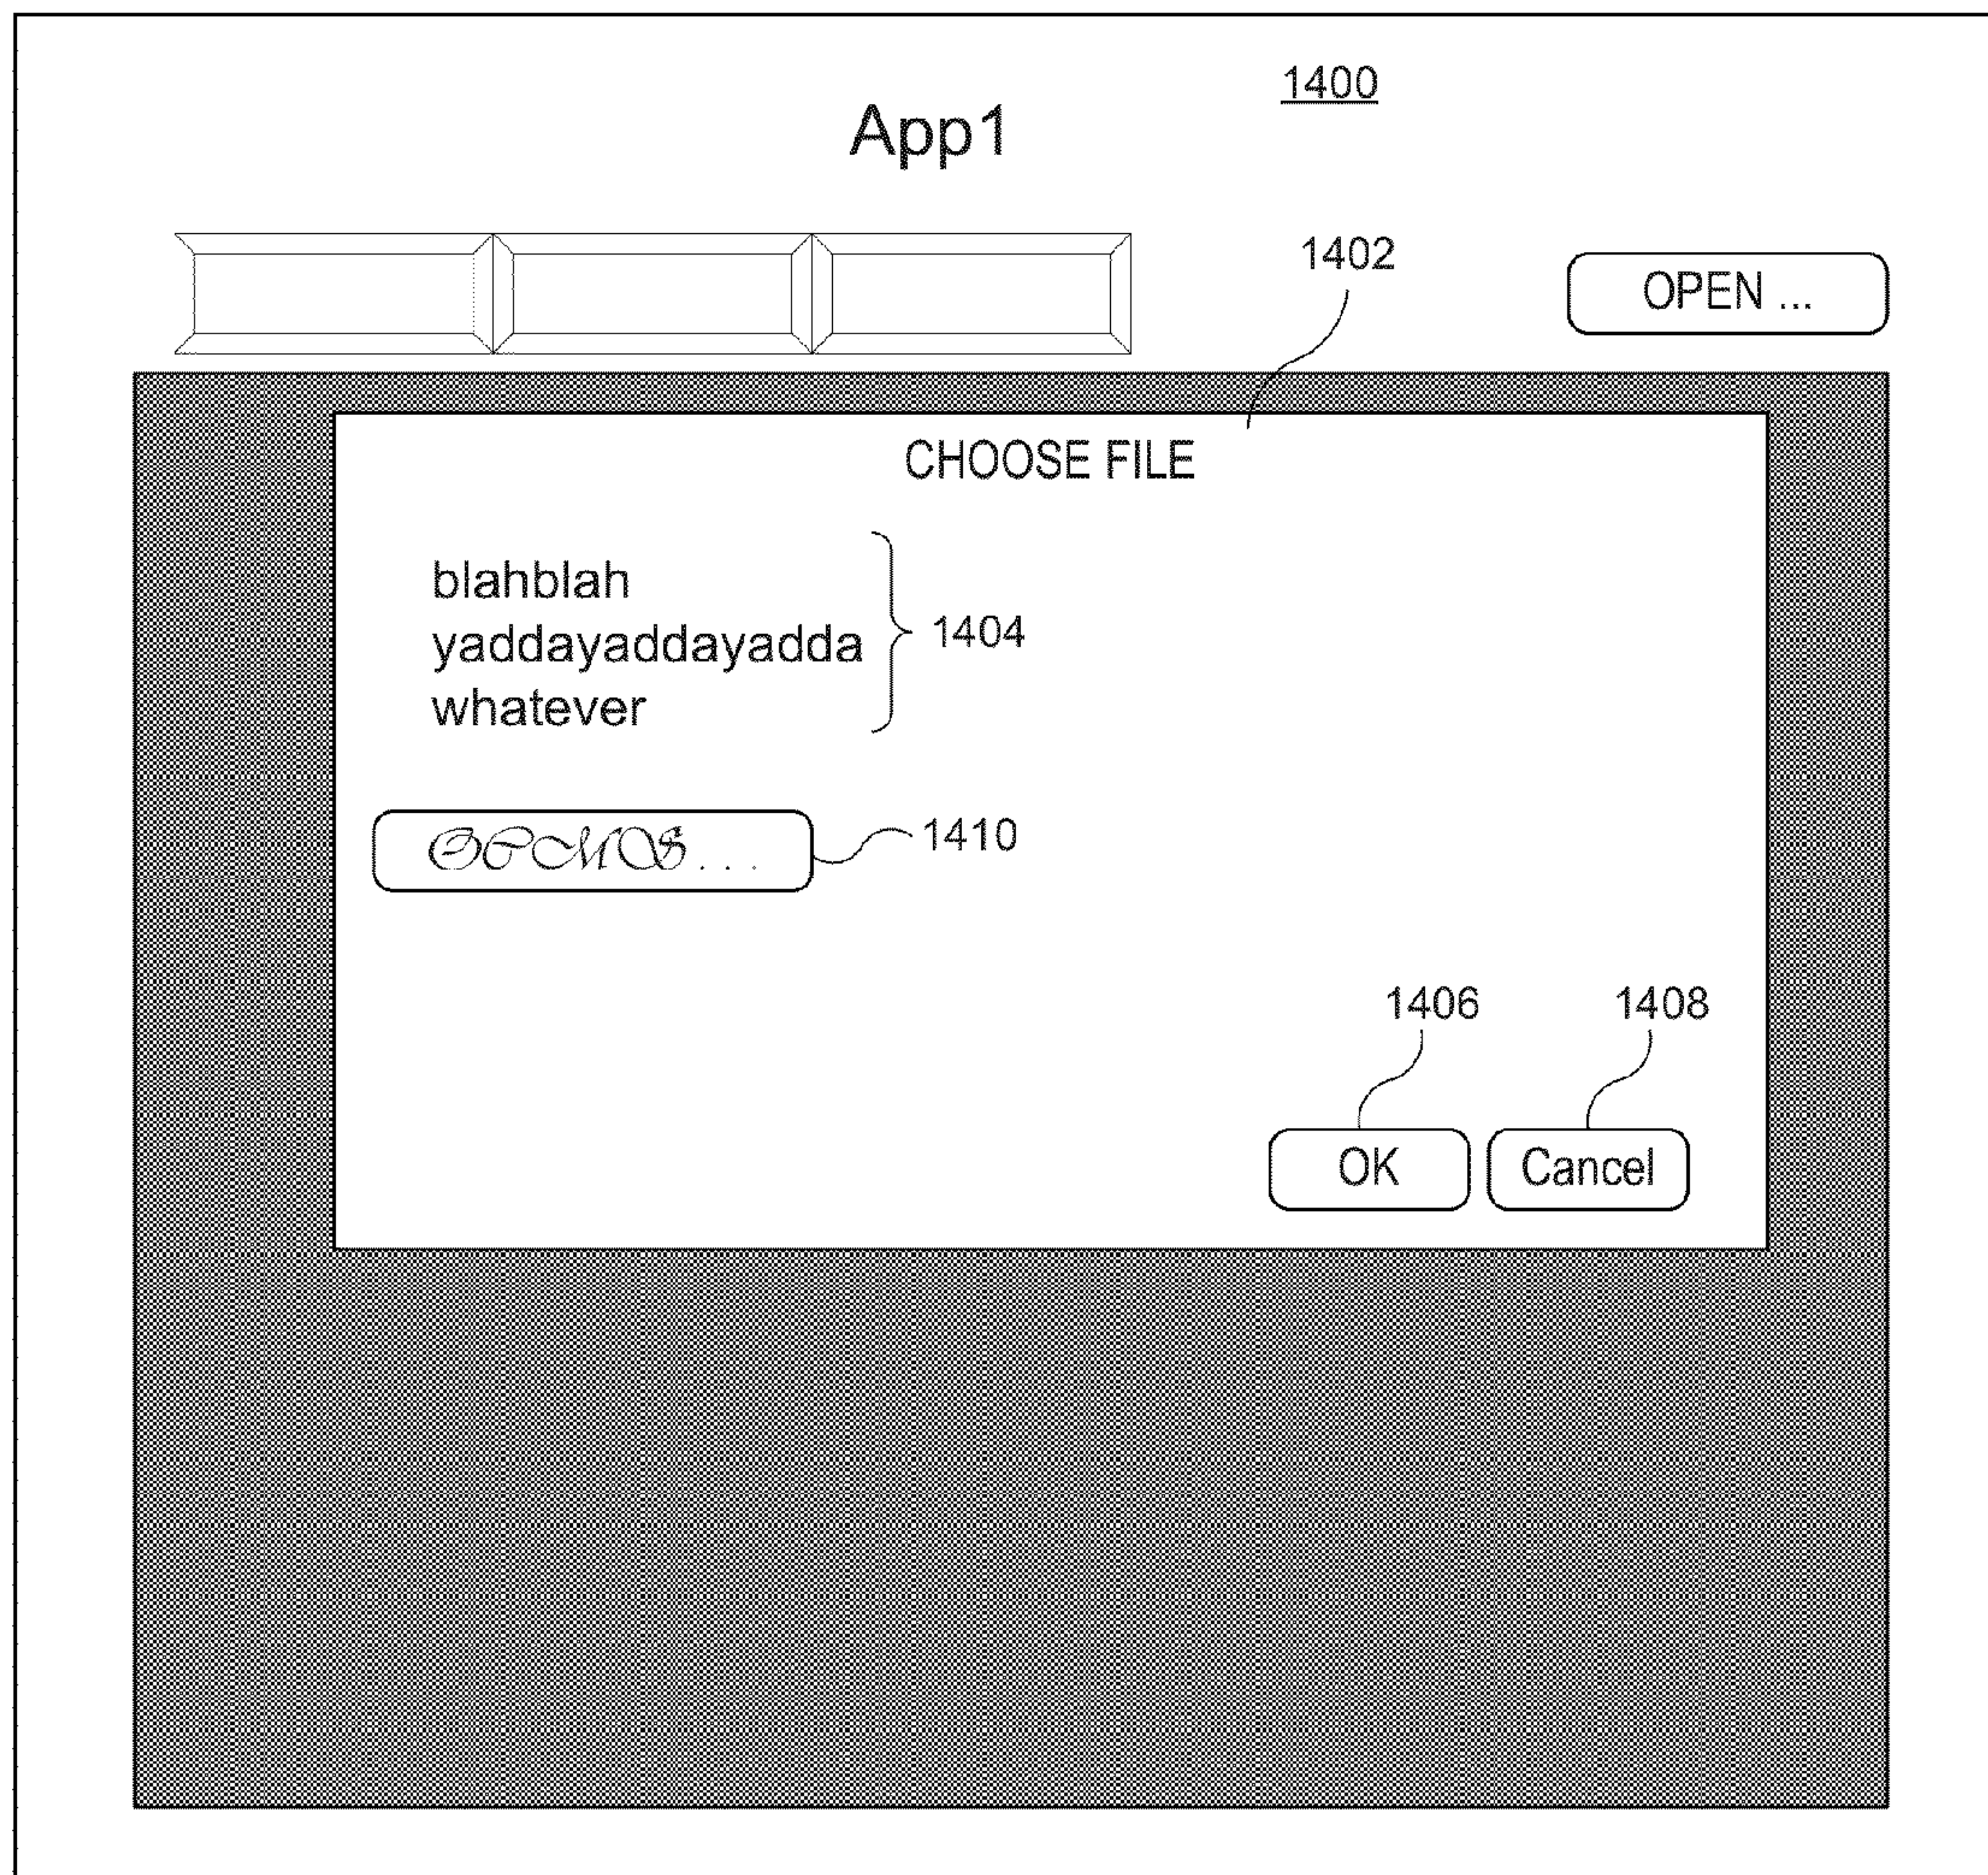 1400
App1
1402
OPEN ...
CHOOSE FILE
blahblah
yaddayaddayadda
whatever
1404
1410
1406
1408
OK
Cancel